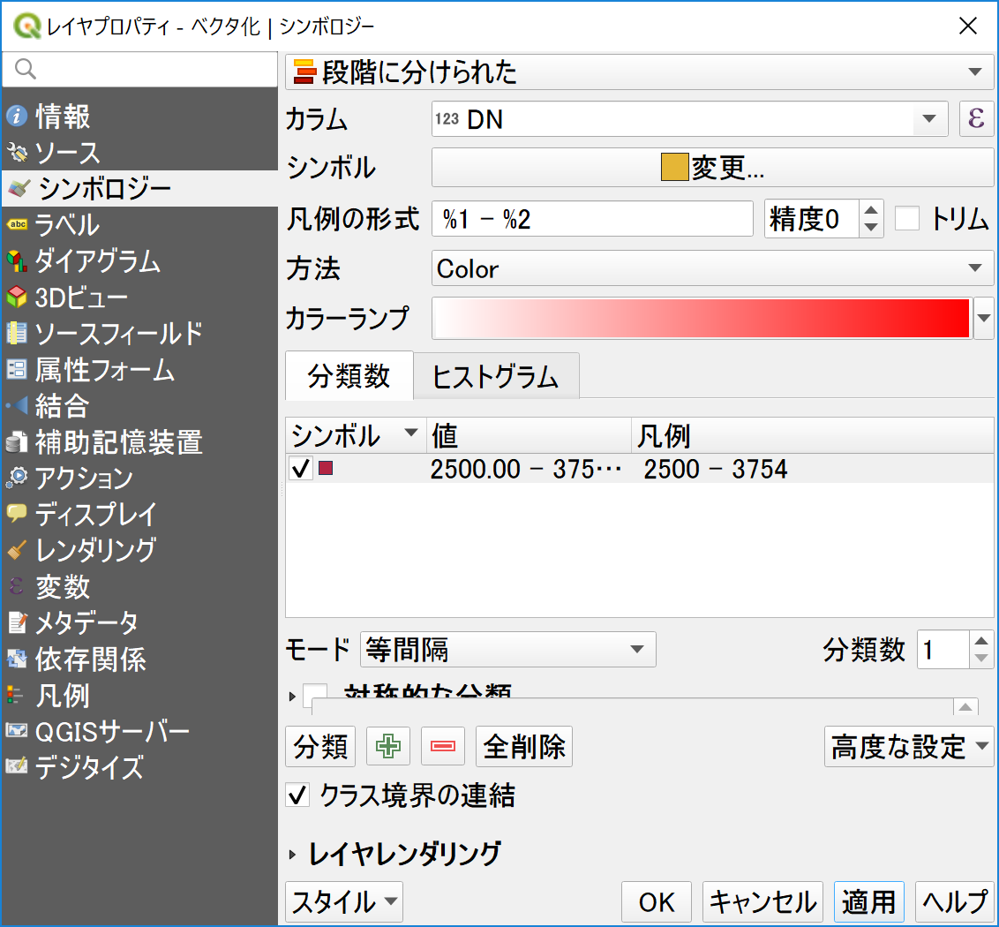 レイヤプロパティ - ベクタ化 | シンボロジー
情報
ソース
シンボロジー
abc ラベル
ダイアグラム
3Dビュー
ソースフィールド
属性フォーム
結合
補助記憶装置
アクション
ディスプレイ
レンダリング
ε 変数
メタデータ
依存関係
凡例
QGISサーバー
デジタイズ
段階に分けられた
カラム 123 DN ε
シンボル 変更...
凡例の形式 %1 - %2 精度0 トリム
方法 Color
カラーランプ
分類数 ヒストグラム
シンボル 値 凡例
2500.00 - 375… 2500 - 3754
モード 等間隔 分類数 1
対称的な分類
分類 全削除 高度な設定
クラス境界の連結
レイヤレンダリング
スタイル OK キャンセル 適用 ヘルプ